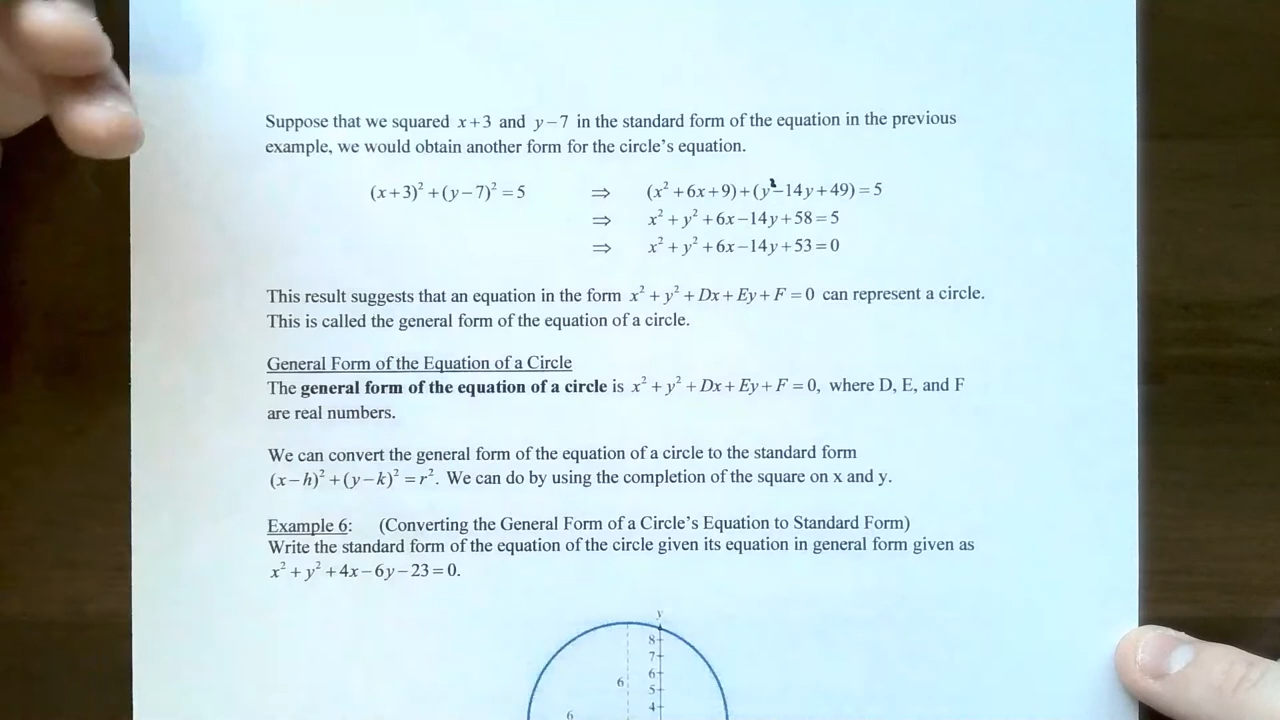 Suppose that we squared x+3 and y−7 in the standard form of the equation in the previous
example, we would obtain another form for the circle's equation.
(x+3)² + (y−7)² = 5 ⇒ (x² + 6x + 9) + (y² − 14y + 49) = 5
⇒ x² + y² + 6x − 14y + 58 = 5
⇒ x² + y² + 6x − 14y + 53 = 0
This result suggests that an equation in the form x² + y² + Dx + Ey + F = 0 can represent a circle.
This is called the general form of the equation of a circle.
General Form of the Equation of a Circle
The general form of the equation of a circle is x² + y² + Dx + Ey + F = 0, where D, E, and F
are real numbers.
We can convert the general form of the equation of a circle to the standard form
(x−h)² + (y−k)² = r². We can do by using the completion of the square on x and y.
Example 6: (Converting the General Form of a Circle's Equation to Standard Form)
Write the standard form of the equation of the circle given its equation in general form given as
x² + y² + 4x − 6y − 23 = 0.
y
8
7
6 6
5
4
6